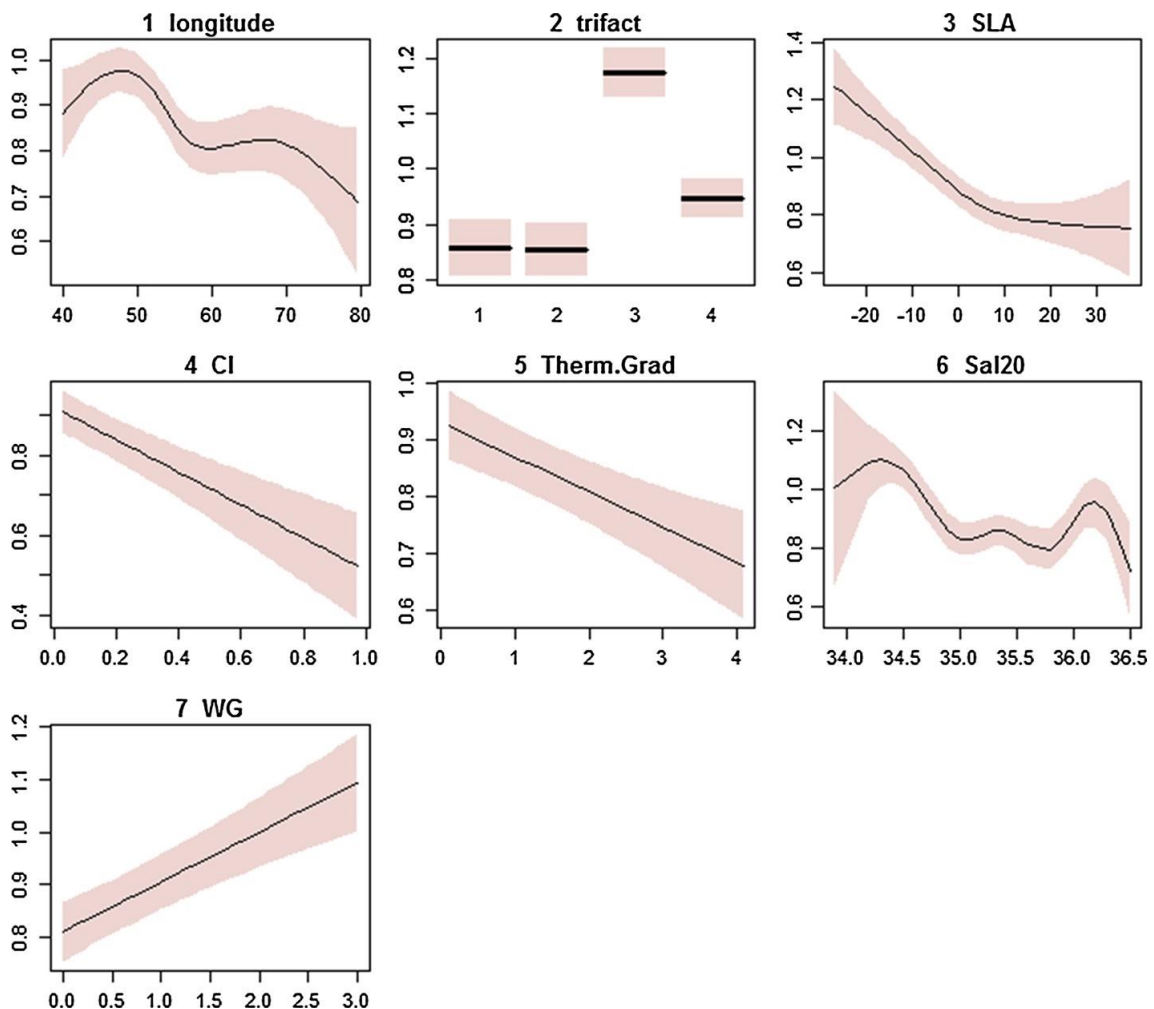 1 longitude
1.0
0.9
0.8
0.7
0.6
40 50 60 70 80
2 trifact
1.2
1.1
1.0
0.9
0.8
1 2 3 4
3 SLA
1.4
1.2
1.0
0.8
0.6
-20 -10 0 10 20 30
4 CI
0.8
0.6
0.4
0.0 0.2 0.4 0.6 0.8 1.0
5 Therm.Grad
1.0
0.9
0.8
0.7
0.6
0 1 2 3 4
6 Sal20
1.2
1.0
0.8
0.6
34.0 34.5 35.0 35.5 36.0 36.5
7 WG
1.2
1.1
1.0
0.9
0.8
0.0 0.5 1.0 1.5 2.0 2.5 3.0